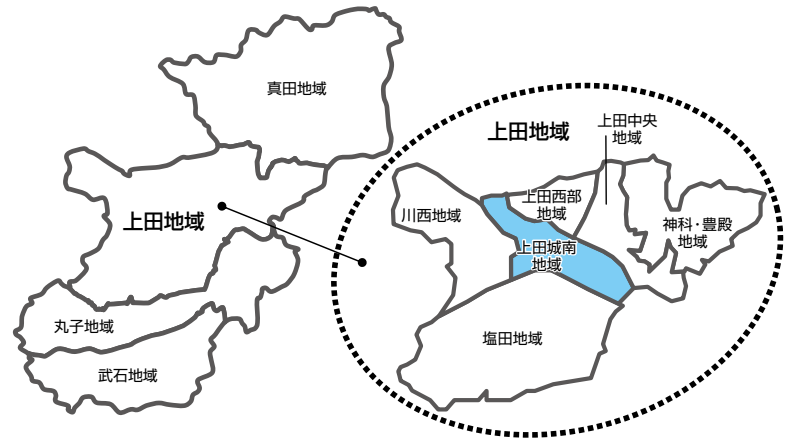 真田地域
上田地域
丸子地域
武石地域
上田地域
上田中央
地域
川西地域
上田西部
地域
神科・豊殿
地域
上田城南
地域
塩田地域